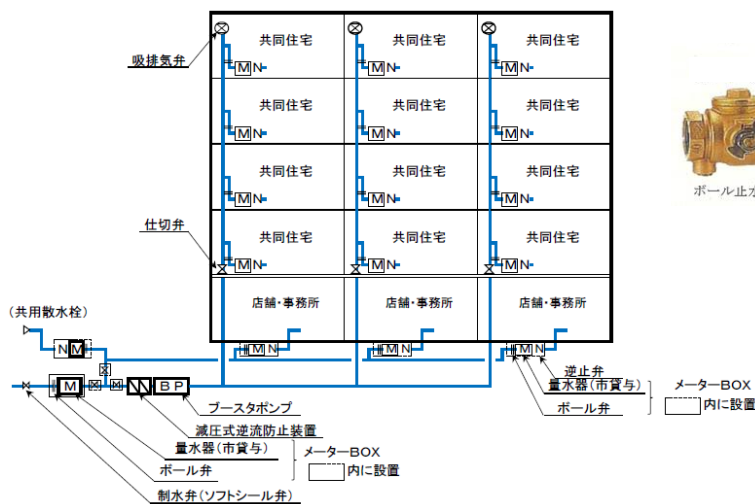 吸排気弁
共同住宅 共同住宅 共同住宅
M N M N M N
共同住宅 共同住宅 共同住宅
M N M N M N
共同住宅 共同住宅 共同住宅
M N M N M N
仕切弁
共同住宅 共同住宅 共同住宅
M N M N M N
店舗・事務所 店舗・事務所 店舗・事務所
(共用散水栓)
N M
M N M N M N
逆止弁
量水器(市貸与)
ボール弁
メーターBOX
内に設置
M
BP
ブースタポンプ
減圧式逆流防止装置
量水器(市貸与)
ボール弁
制水弁(ソフトシール弁)
メーターBOX
内に設置
ボール止水